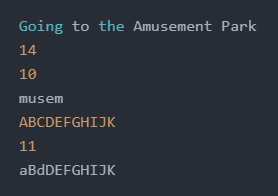 Going to the Amusement Park
14
10
musem
ABCDEFGHIJK
11
aBdDEFGHIJK